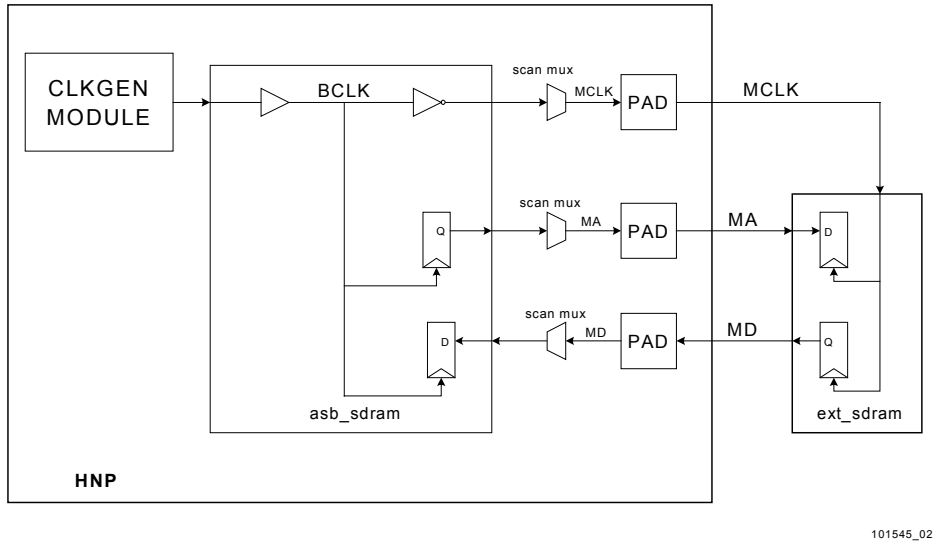 CLKGEN
MODULE
BCLK
scan mux
MCLK
PAD
MCLK
Q
scan mux
MA
PAD
MA
D
D
scan mux
MD
PAD
MD
Q
asb_sdram
ext_sdram
HNP
101545_02